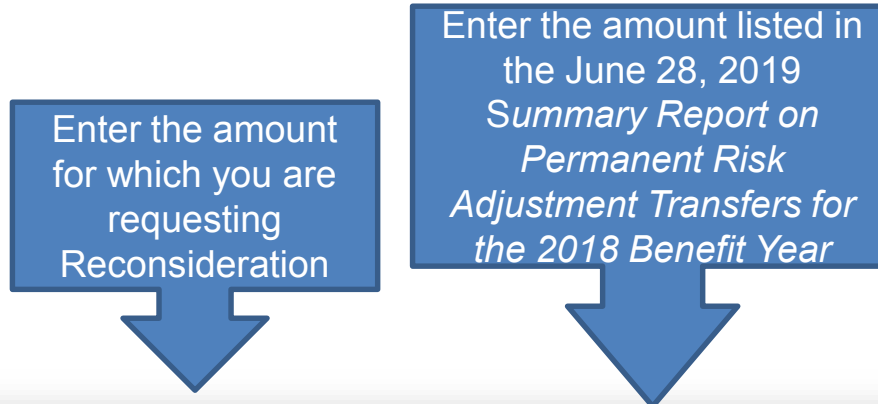 Enter the amount
for which you are
requesting
Reconsideration
Enter the amount listed in
the June 28, 2019
Summary Report on
Permanent Risk
Adjustment Transfers for
the 2018 Benefit Year